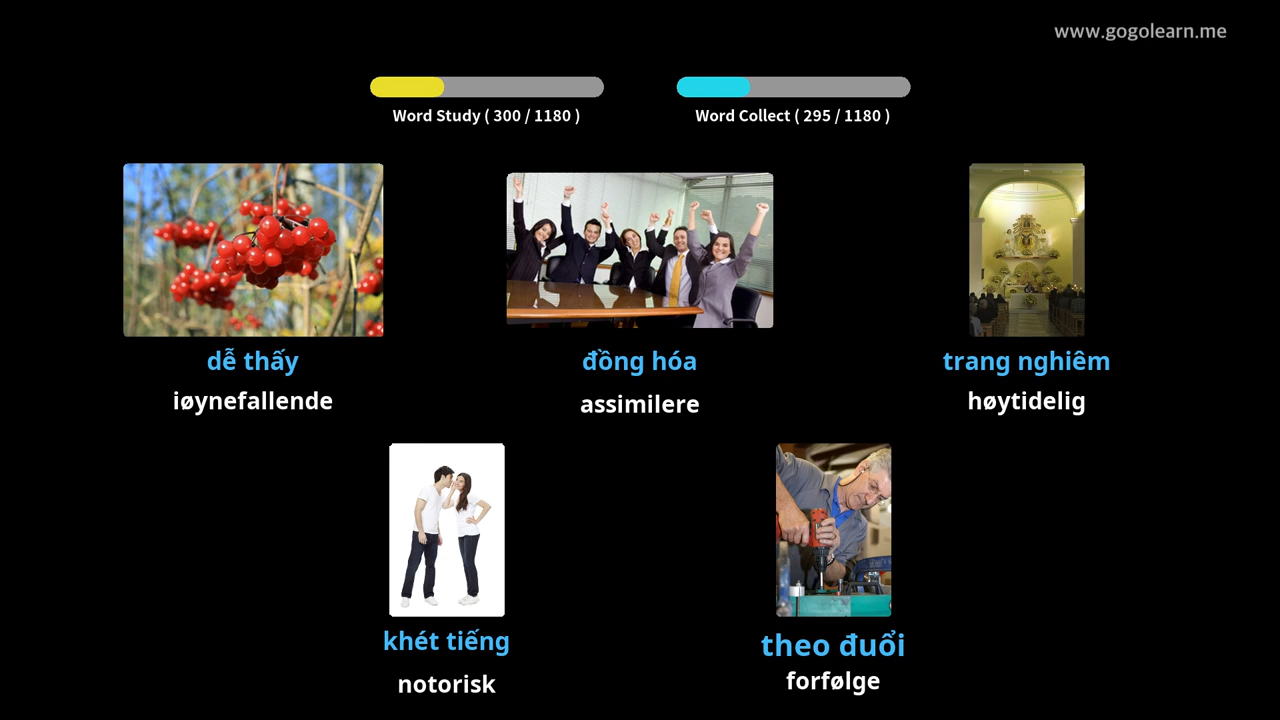 www.gogolearn.me
Word Study ( 300 / 1180 )
Word Collect ( 295 / 1180 )
dễ thấy
iøynefallende
đồng hóa
assimilere
trang nghiêm
høytidelig
khét tiếng
notorisk
theo đuổi
forfølge